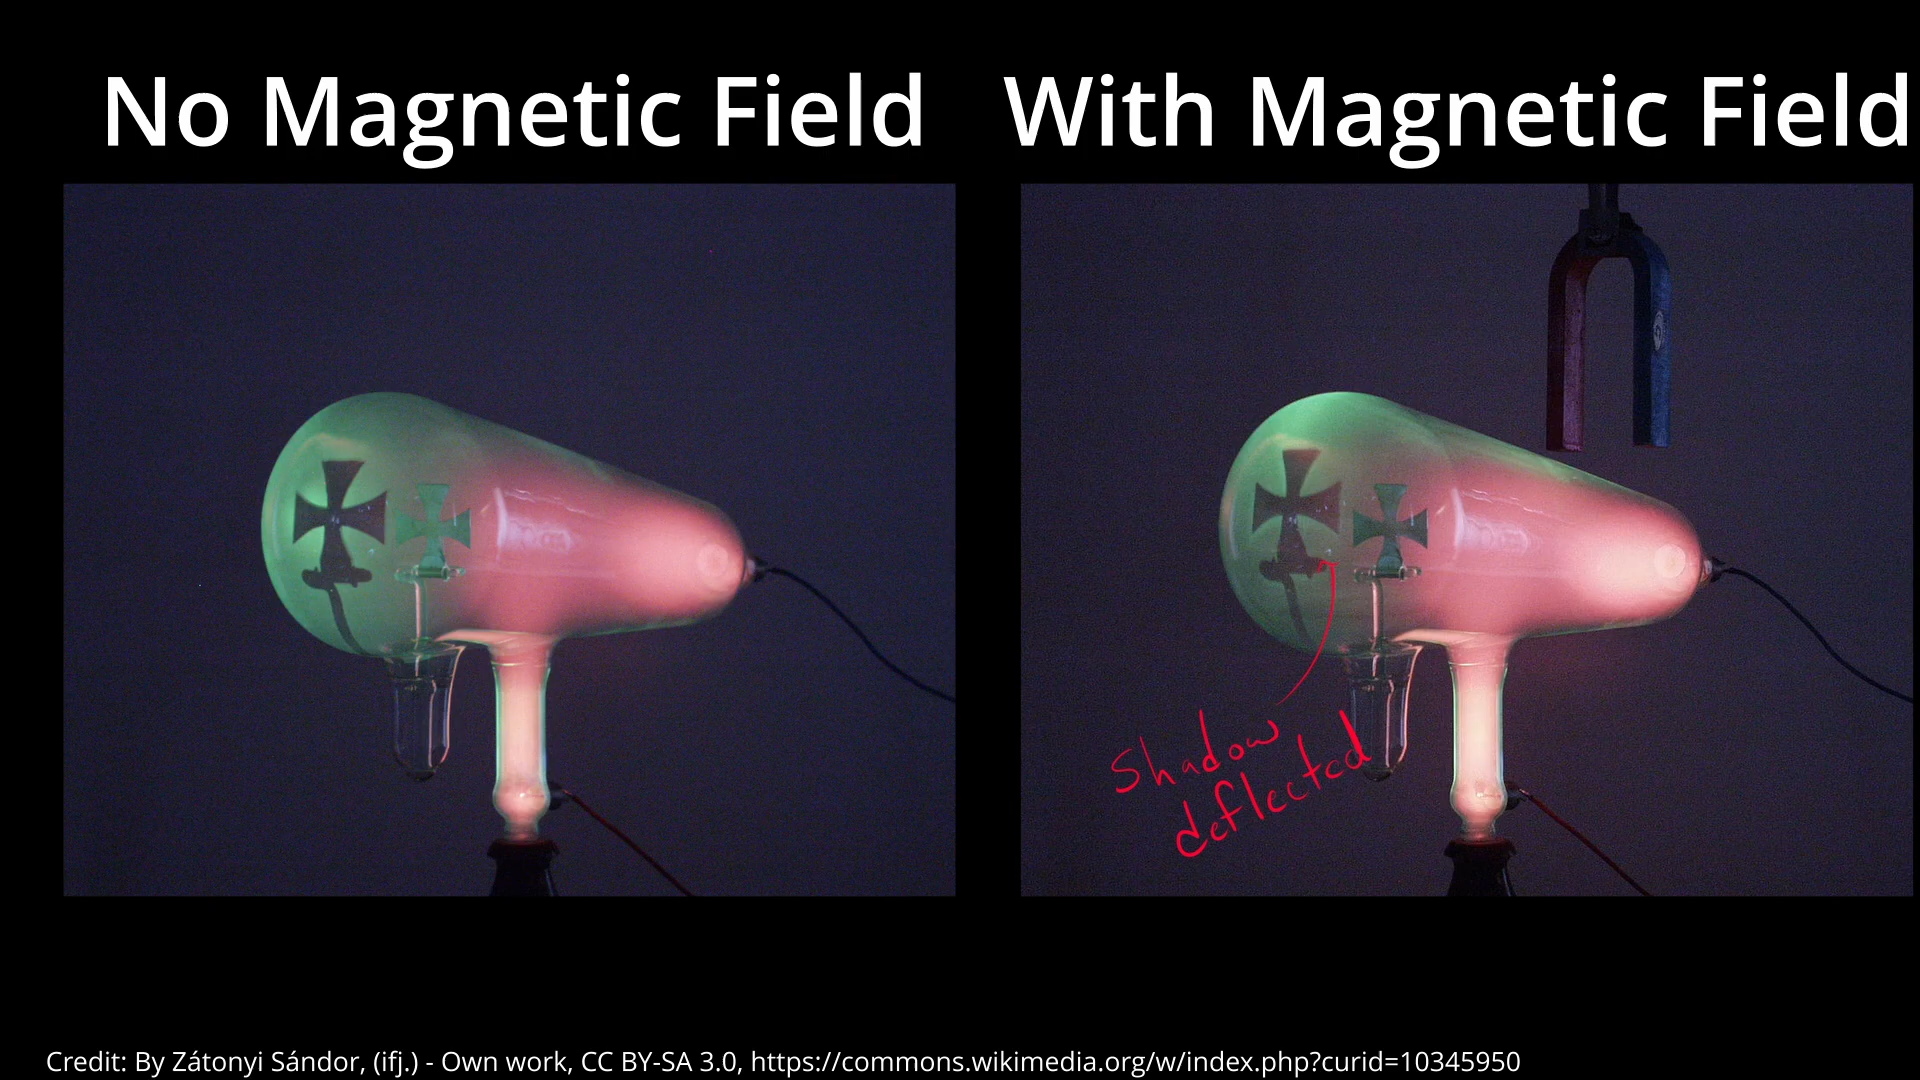 No Magnetic Field
With Magnetic Field
Shadow
deflected
Credit: By Zátonyi Sándor, (ifj.) - Own work, CC BY-SA 3.0, https://commons.wikimedia.org/w/index.php?curid=10345950